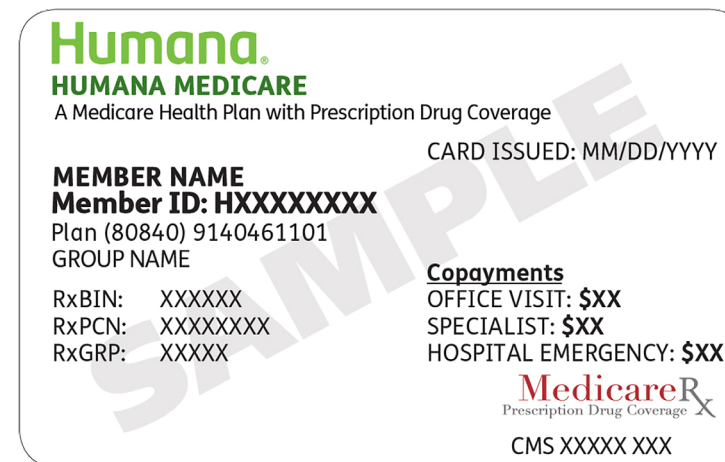 Humana®
HUMANA MEDICARE
A Medicare Health Plan with Prescription Drug Coverage
CARD ISSUED: MM/DD/YYYY
MEMBER NAME
Member ID: HXXXXXXXX
Plan (80840) 9140461101
GROUP NAME
RxBIN: XXXXXX
RxPCN: XXXXXXXX
RxGRP: XXXXX
Copayments
OFFICE VISIT: $XX
SPECIALIST: $XX
HOSPITAL EMERGENCY: $XX
MedicareRx
Prescription Drug Coverage
CMS XXXXX XXX
SAMPLE